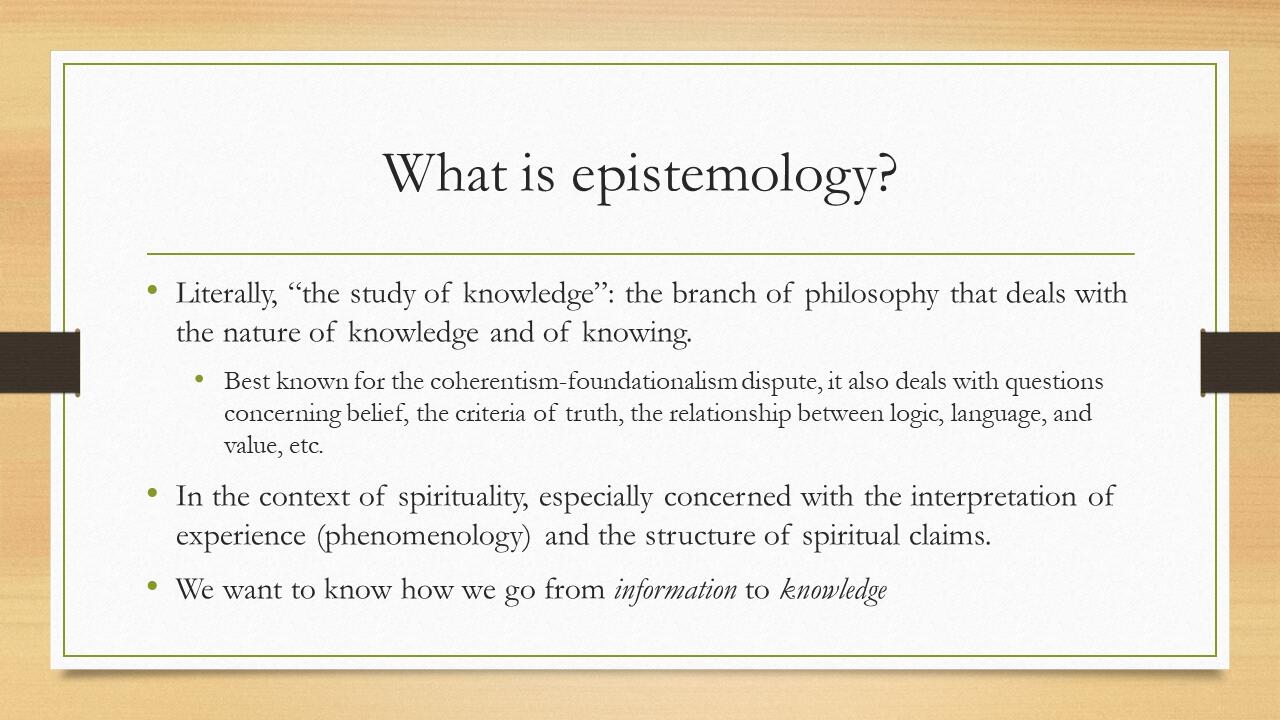 What is epistemology?
• Literally, “the study of knowledge”: the branch of philosophy that deals with
the nature of knowledge and of knowing.
• Best known for the coherentism-foundationalism dispute, it also deals with questions
concerning belief, the criteria of truth, the relationship between logic, language, and
value, etc.
• In the context of spirituality, especially concerned with the interpretation of
experience (phenomenology) and the structure of spiritual claims.
• We want to know how we go from information to knowledge